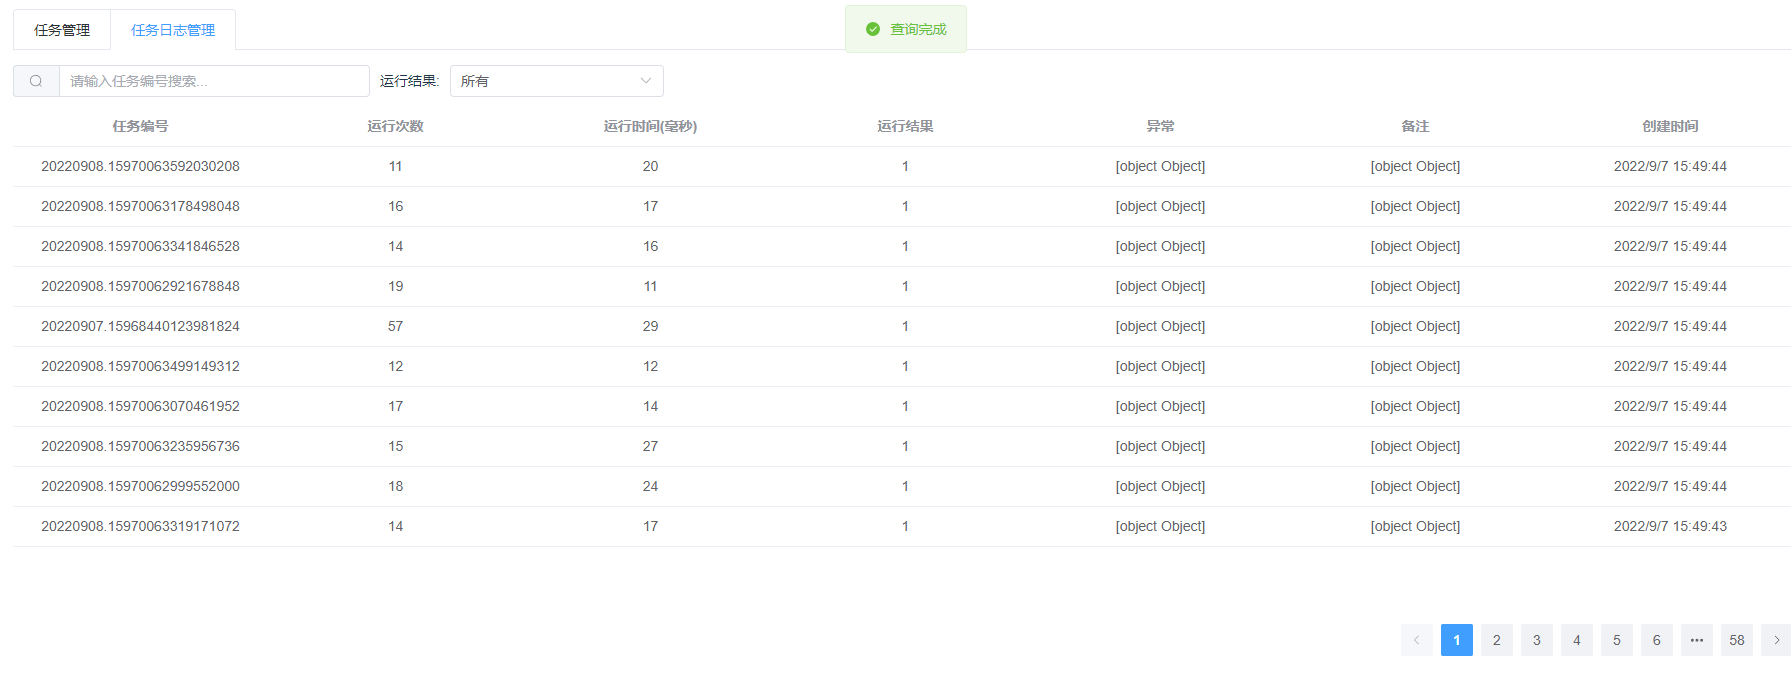 任务管理 任务日志管理 查询完成
请输入任务编号搜索... 运行结果: 所有
任务编号 运行次数 运行时间(毫秒) 运行结果 异常 备注 创建时间
20220908.15970063592030208 11 20 1 [object Object] [object Object] 2022/9/7 15:49:44
20220908.15970063178498048 16 17 1 [object Object] [object Object] 2022/9/7 15:49:44
20220908.15970063341846528 14 16 1 [object Object] [object Object] 2022/9/7 15:49:44
20220908.15970062921678848 19 11 1 [object Object] [object Object] 2022/9/7 15:49:44
20220907.15968440123981824 57 29 1 [object Object] [object Object] 2022/9/7 15:49:44
20220908.15970063499149312 12 12 1 [object Object] [object Object] 2022/9/7 15:49:44
20220908.15970063070461952 17 14 1 [object Object] [object Object] 2022/9/7 15:49:44
20220908.15970063235956736 15 27 1 [object Object] [object Object] 2022/9/7 15:49:44
20220908.15970062999552000 18 24 1 [object Object] [object Object] 2022/9/7 15:49:44
20220908.15970063319171072 14 17 1 [object Object] [object Object] 2022/9/7 15:49:43
1 2 3 4 5 6 ••• 58